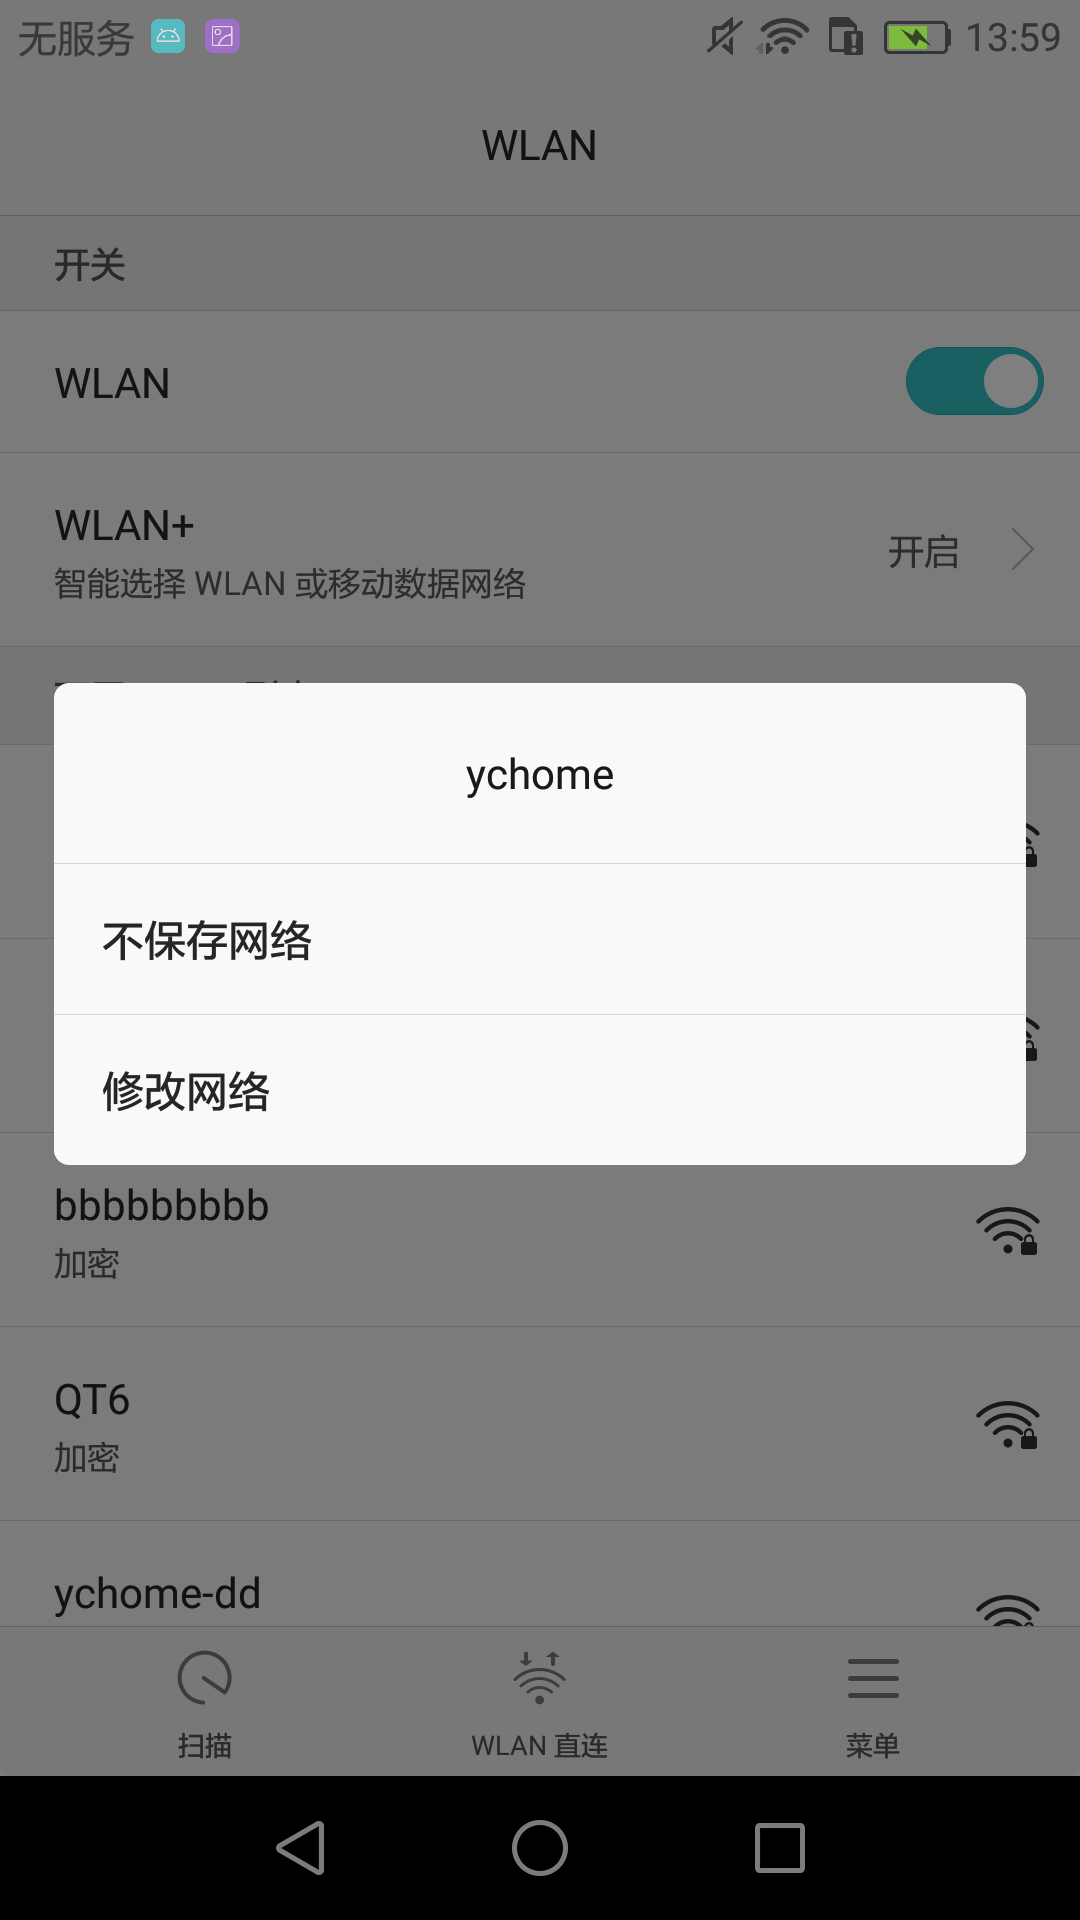 无服务
13:59
WLAN
开关
WLAN
WLAN+
智能选择 WLAN 或移动数据网络
开启
ychome
不保存网络
修改网络
bbbbbbbbb
加密
QT6
加密
ychome-dd
扫描
WLAN 直连
菜单